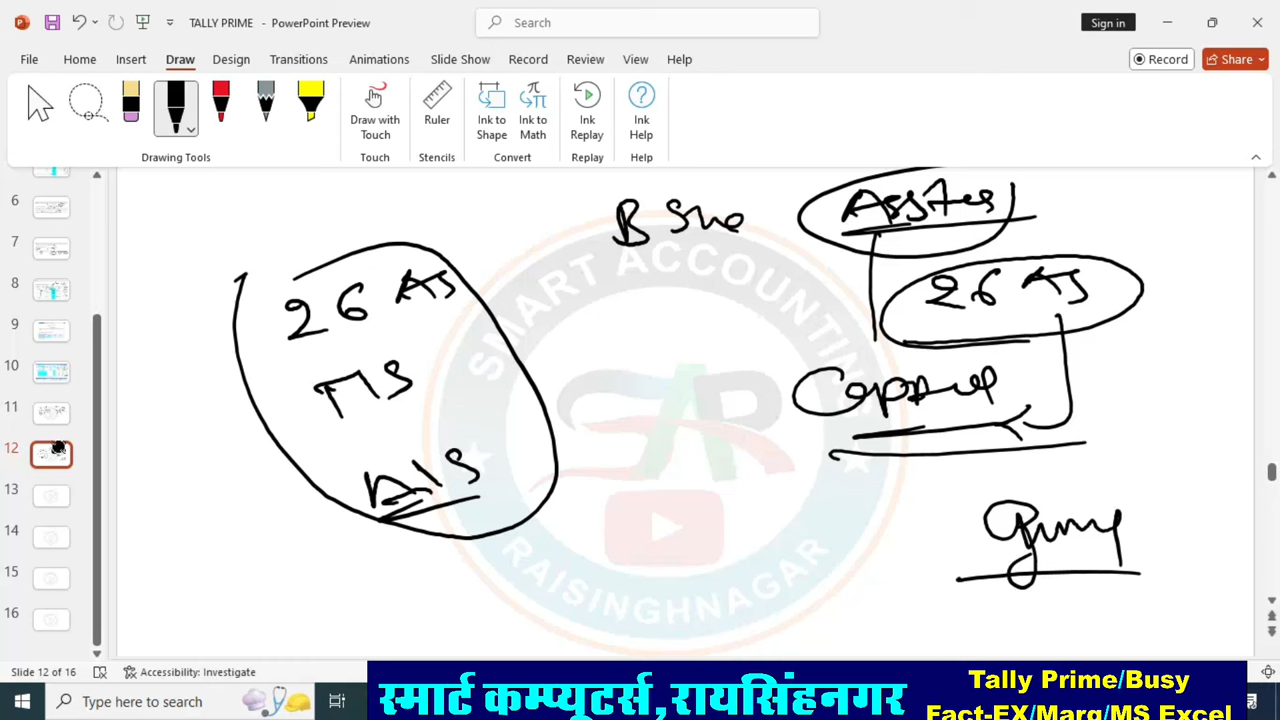 TALLY PRIME - PowerPoint Preview
Search
Sign in
File Home Insert Draw Design Transitions Animations Slide Show Record Review View Help
Record Share
Draw with Touch
Ruler
Ink to Shape
Ink to Math
Ink Replay
Ink Help
Drawing Tools Touch Stencils Convert Replay Help
6
7
8
9
10
11
12
13
14
15
16
B She
26 AS
26 AS
TIS
AIS
SMART ACCOUNTING
RAISINGHNAGAR
Slide 12 of 16 Accessibility: Investigate
Type here to search
स्मार्ट कम्प्यूटर्स,रायसिंहनगर
Tally Prime/Busy
Fact-EX/Marg/MS Excel